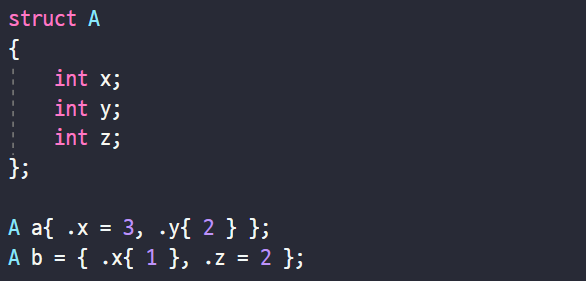 struct A
{
    int x;
    int y;
    int z;
};

A a{ .x = 3, .y{ 2 } };
A b = { .x{ 1 }, .z = 2 };